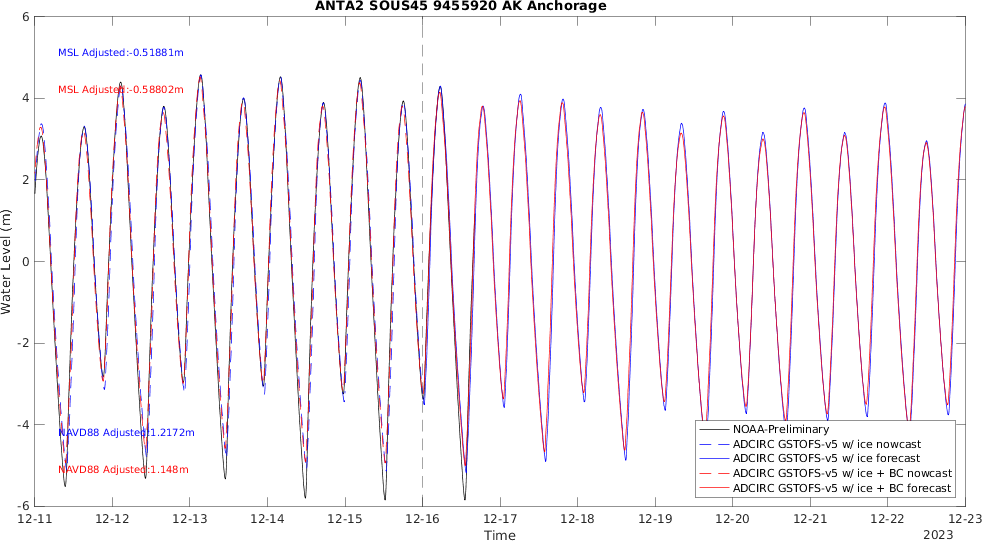 ANTA2 SOUS45 9455920 AK Anchorage
6
MSL Adjusted:-0.51881m
MSL Adjusted:-0.58802m
4
2
0
-2
-4
-6
Water Level (m)
NAVD88 Adjusted:1.2172m
NAVD88 Adjusted:1.148m
NOAA-Preliminary
ADCIRC GSTOFS-v5 w/ ice nowcast
ADCIRC GSTOFS-v5 w/ ice forecast
ADCIRC GSTOFS-v5 w/ ice + BC nowcast
ADCIRC GSTOFS-v5 w/ ice + BC forecast
12-11 12-12 12-13 12-14 12-15 12-16 12-17 12-18 12-19 12-20 12-21 12-22 12-23
Time
2023